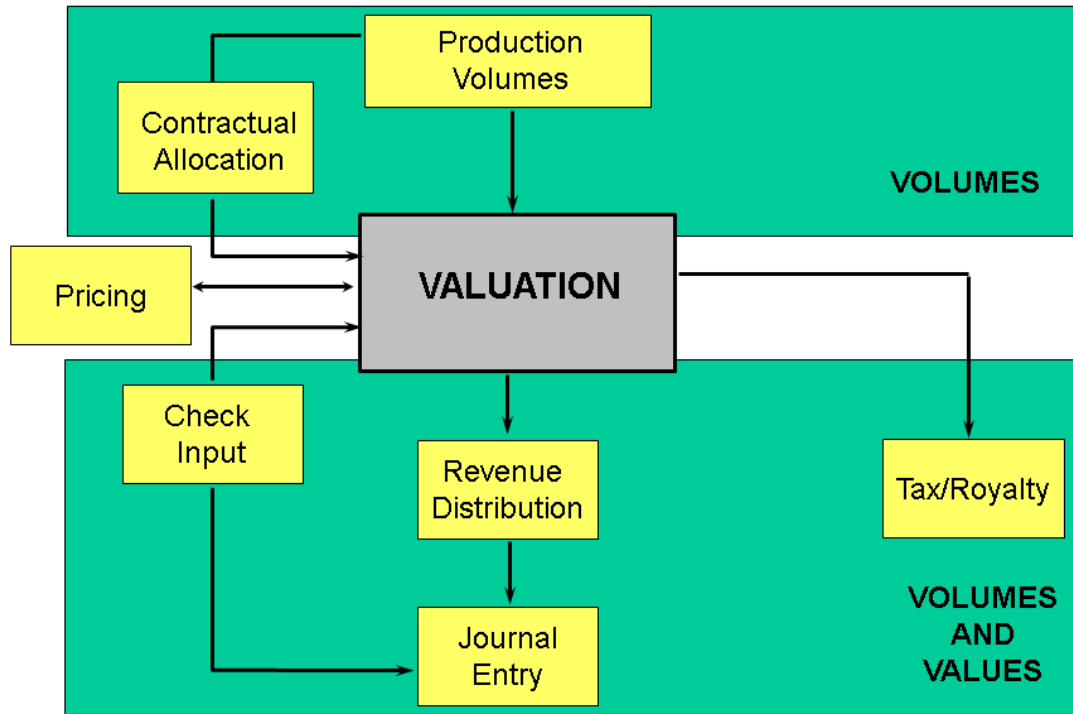 Production
Volumes
Contractual
Allocation
VOLUMES
Pricing
VALUATION
Check
Input
Revenue
Distribution
Tax/Royalty
Journal
Entry
VOLUMES
AND
VALUES